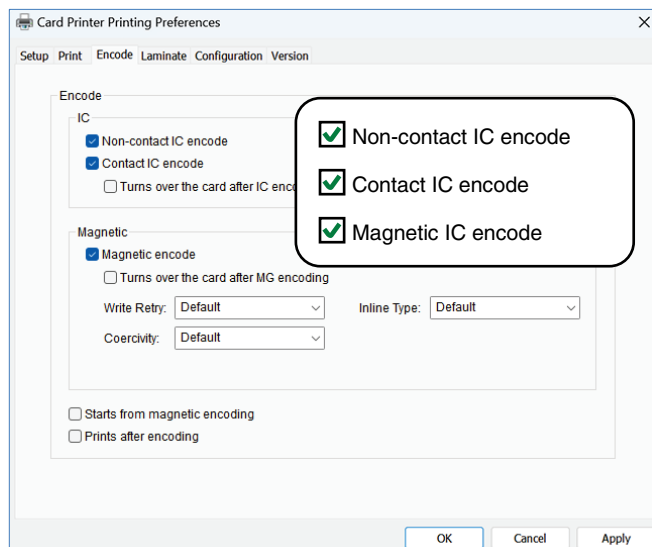 Card Printer Printing Preferences
Setup Print Encode Laminate Configuration Version
Encode
IC
Non-contact IC encode
Contact IC encode
Turns over the card after IC
Non-contact IC encode
Contact IC encode
Magnetic IC encode
Magnetic
Magnetic encode
Turns over the card after MG encoding
Write Retry: Default Inline Type: Default
Coercivity: Default
Starts from magnetic encoding
Prints after encoding
OK Cancel Apply